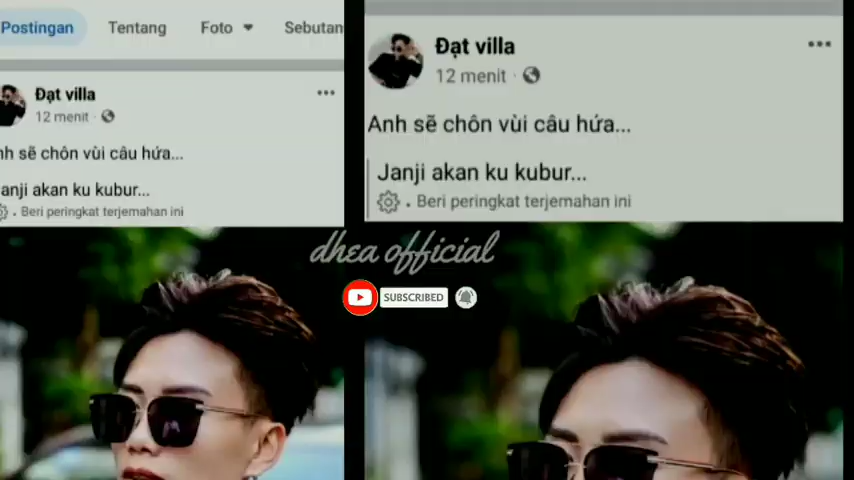 Postingan Tentang Foto Sebutan
Đạt villa
12 menit ·
nh sẽ chôn vùi câu hứa...
anji akan ku kubur...
· Beri peringkat terjemahan ini
Đạt villa
12 menit ·
Anh sẽ chôn vùi câu hứa...
Janji akan ku kubur...
· Beri peringkat terjemahan ini
dhea official
SUBSCRIBED